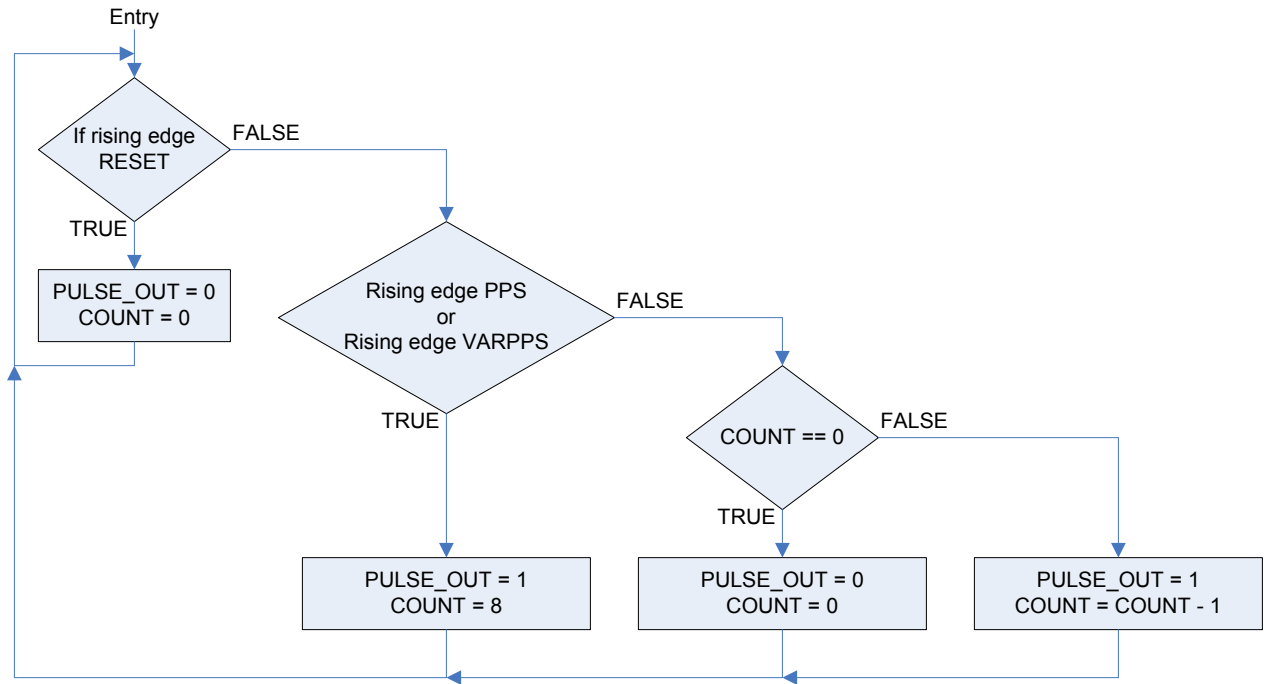 Entry
If rising edge
RESET
FALSE
TRUE
PULSE_OUT = 0
COUNT = 0
Rising edge PPS
or
Rising edge VARPPS
FALSE
TRUE
COUNT == 0
FALSE
TRUE
PULSE_OUT = 1
COUNT = 8
PULSE_OUT = 0
COUNT = 0
PULSE_OUT = 1
COUNT = COUNT - 1